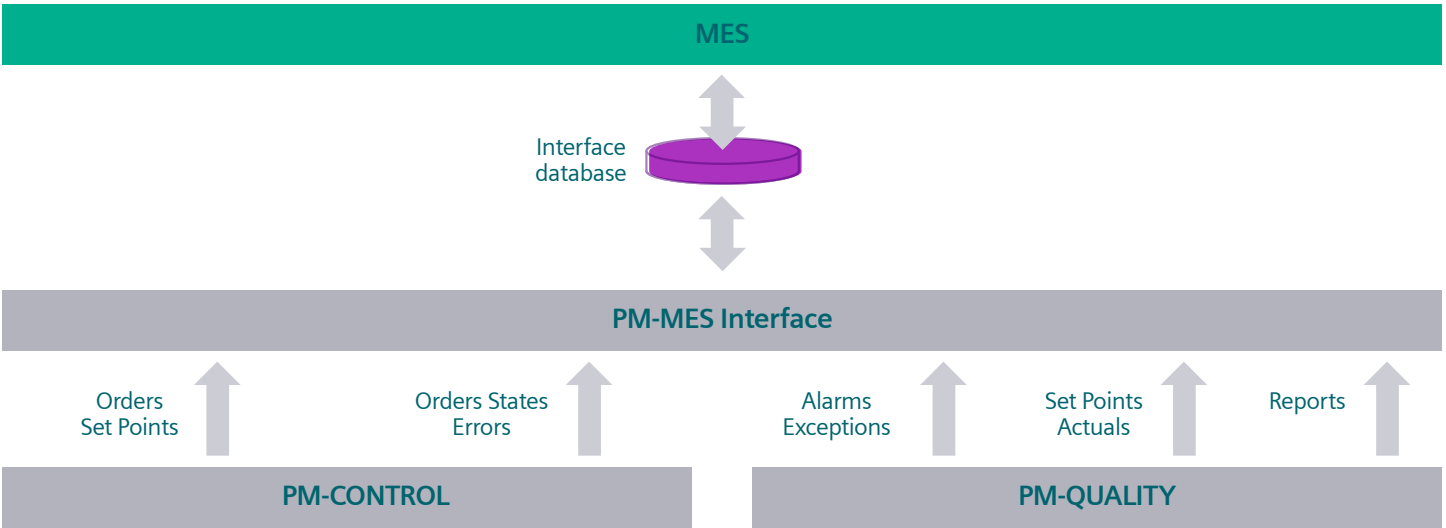 MES
Interface
database
PM-MES Interface
Orders
Set Points
Orders States
Errors
Alarms
Exceptions
Set Points
Actuals
Reports
PM-CONTROL
PM-QUALITY